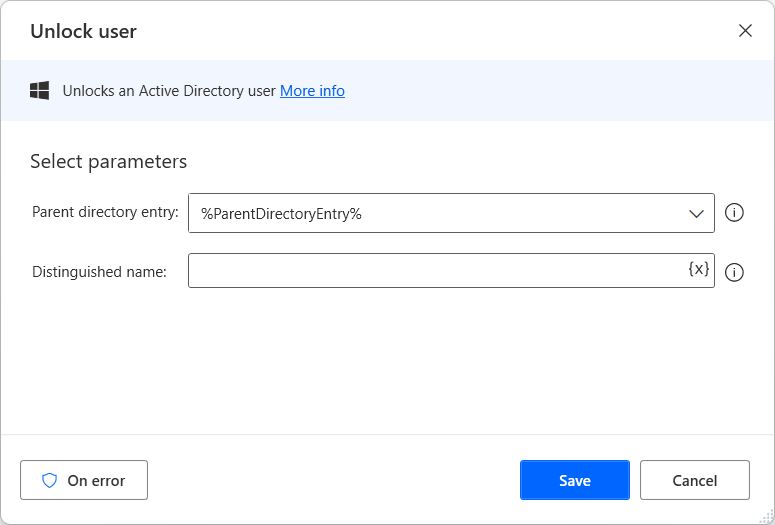 Unlock user
Unlocks an Active Directory user More info
Select parameters
Parent directory entry: %ParentDirectoryEntry%
Distinguished name: {x}
On error Save Cancel